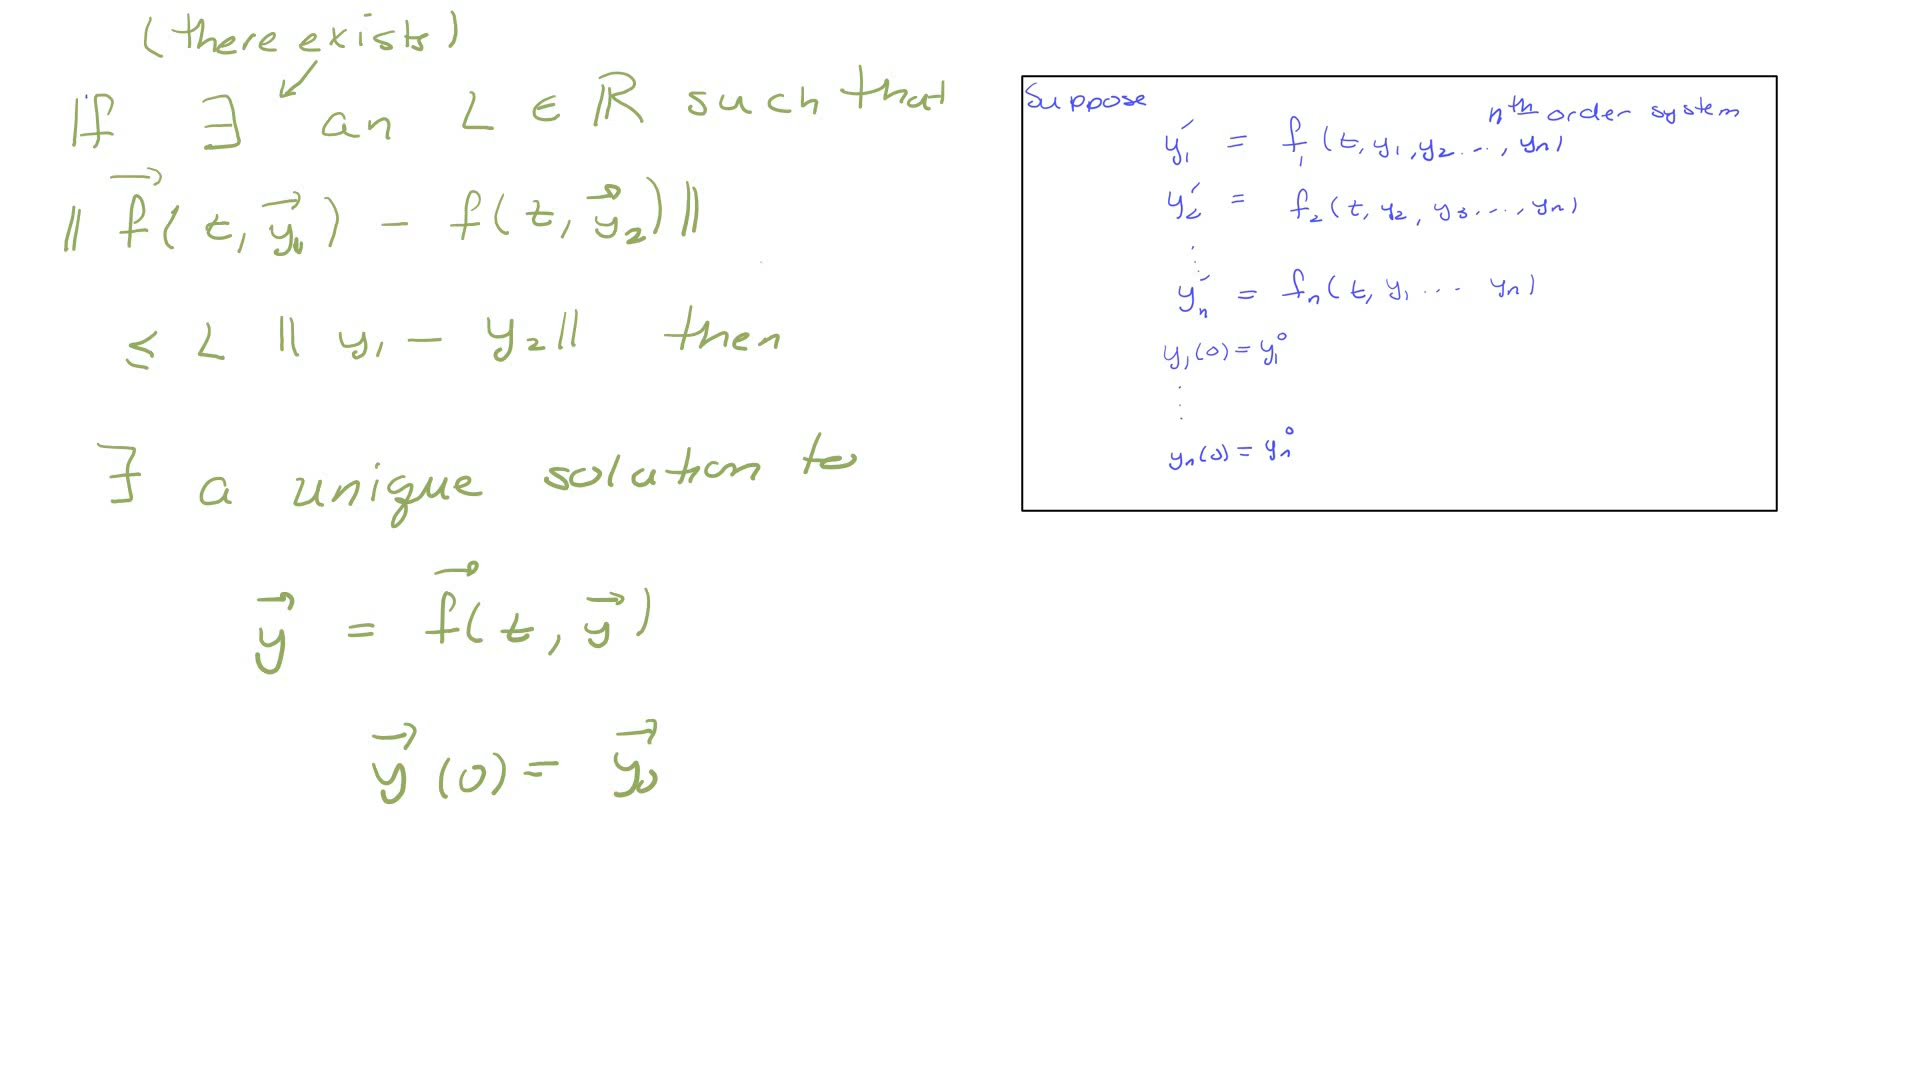 (there exists)
If ∃ an L ∈ ℝ such that
‖ f⃗(t, y⃗₁) - f(t, y⃗₂) ‖
≤ L ‖ y₁ - y₂ ‖ then
∃ a unique solution to
y⃗ = f⃗(t, y⃗)
y⃗(0) = y⃗₀
Suppose
nth order system
y₁′ = f₁(t, y₁, y₂ ..., yₙ)
y₂′ = f₂(t, y₂, y₃, ..., yₙ)
⋮
yₙ′ = fₙ(t, y₁ ... yₙ)
y₁(0) = y₁⁰
⋮
yₙ(0) = yₙ⁰